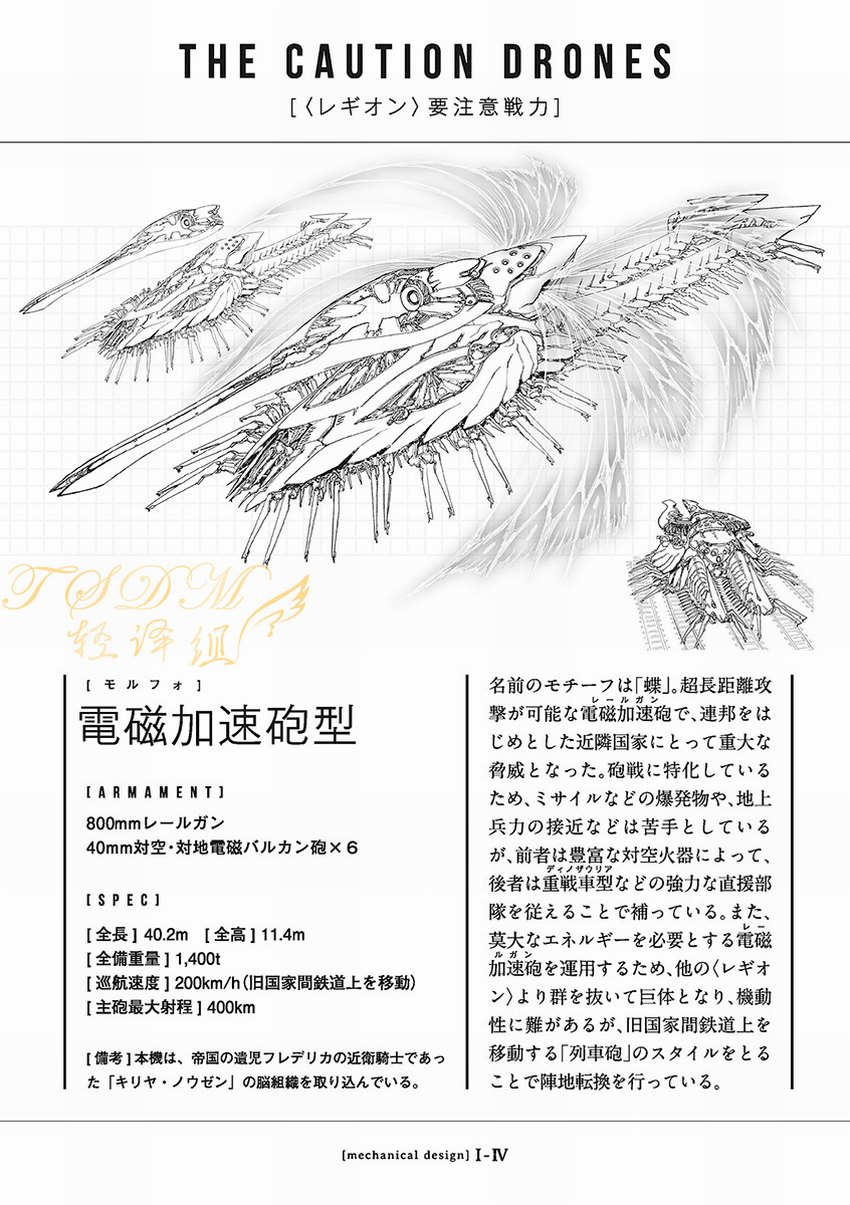 THE CAUTION DRONES
[〈レギオン〉要注意戦力]
TSDM
轻译组
[モルフォ]
電磁加速砲型
[ARMAMENT]
800mmレールガン
40mm対空・対地電磁バルカン砲×6
[SPEC]
[全長] 40.2m [全高] 11.4m
[全備重量] 1,400t
[巡航速度] 200km/h(旧国家間鉄道上を移動)
[主砲最大射程] 400km
[備考] 本機は、帝国の遺児フレデリカの近衛騎士であっ
た「キリヤ・ノウゼン」の脳組織を取り込んでいる。
名前のモチーフは「蝶」。超長距離攻
レールガン
撃が可能な電磁加速砲で、連邦をは
じめとした近隣国家にとって重大な
脅威となった。砲戦に特化している
ため、ミサイルなどの爆発物や、地上
兵力の接近などは苦手としている
が、前者は豊富な対空火器によって、
ディノザウリア
後者は重戦車型などの強力な直援部
隊を従えることで補っている。また、
レー
莫大なエネルギーを必要とする電磁
ルガン
加速砲を運用するため、他の〈レギオ
ン〉より群を抜いて巨体となり、機動
性に難があるが、旧国家間鉄道上を
移動する「列車砲」のスタイルをとる
ことで陣地転換を行っている。
[mechanical design] I-IV